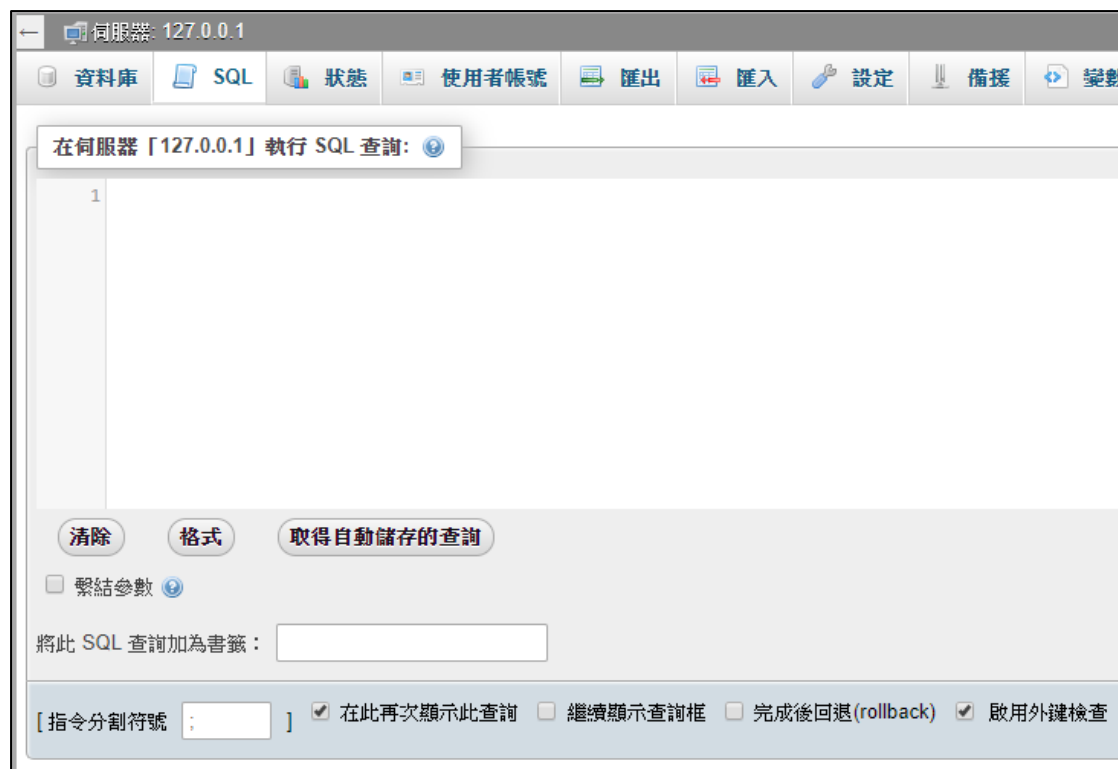 ← 伺服器: 127.0.0.1
資料庫 SQL 狀態 使用者帳號 匯出 匯入 設定 備援 變數
在伺服器「127.0.0.1」執行 SQL 查詢:
1
清除 格式 取得自動儲存的查詢
繫結參數
將此 SQL 查詢加為書籤：
[ 指令分割符號 ; ] 在此再次顯示此查詢 繼續顯示查詢框 完成後回退(rollback) 啟用外鍵檢查